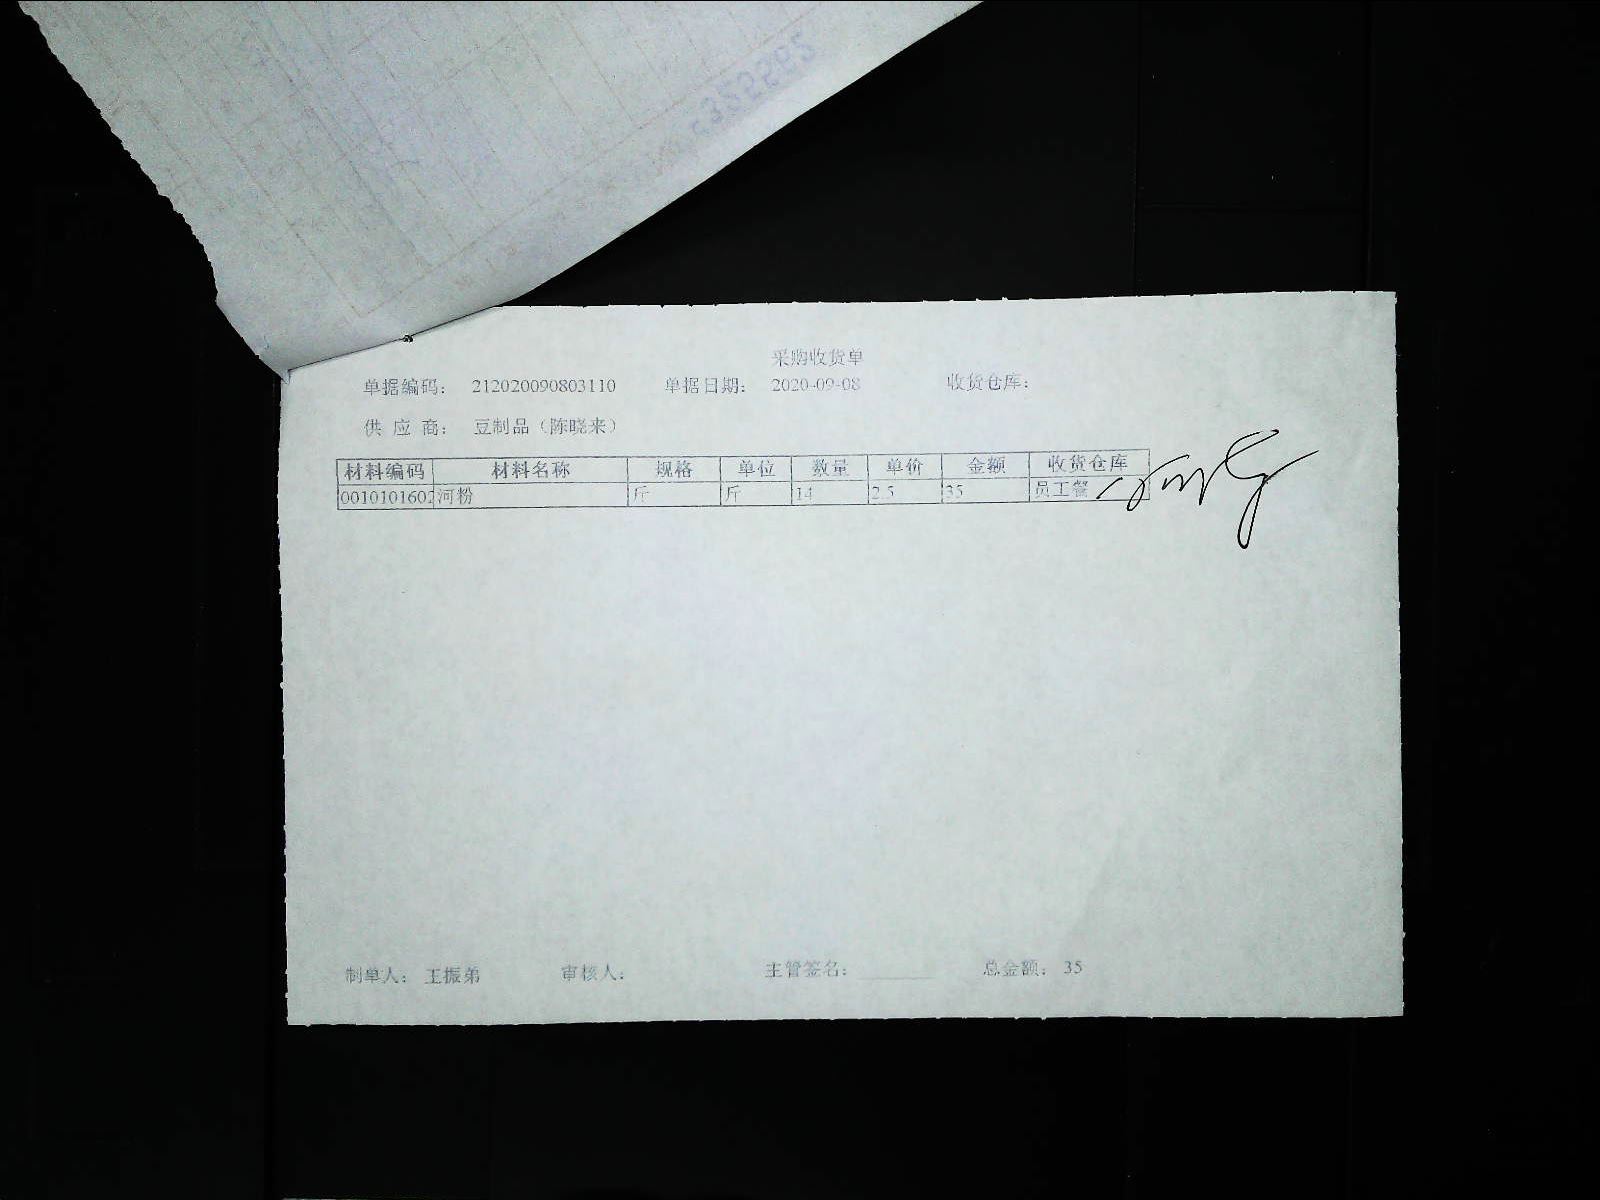 采购收货单
单据编码: 212020090803110 单据日期: 2020-09-08 收货仓库:
供 应 商: 豆制品（陈晓来）
材料编码 材料名称 规格 单位 数量 单价 金额 收货仓库
0010101602 河粉 斤 斤 14 2.5 35 员工餐
制单人: 王振弟 审核人: 主管签名: 总金额: 35